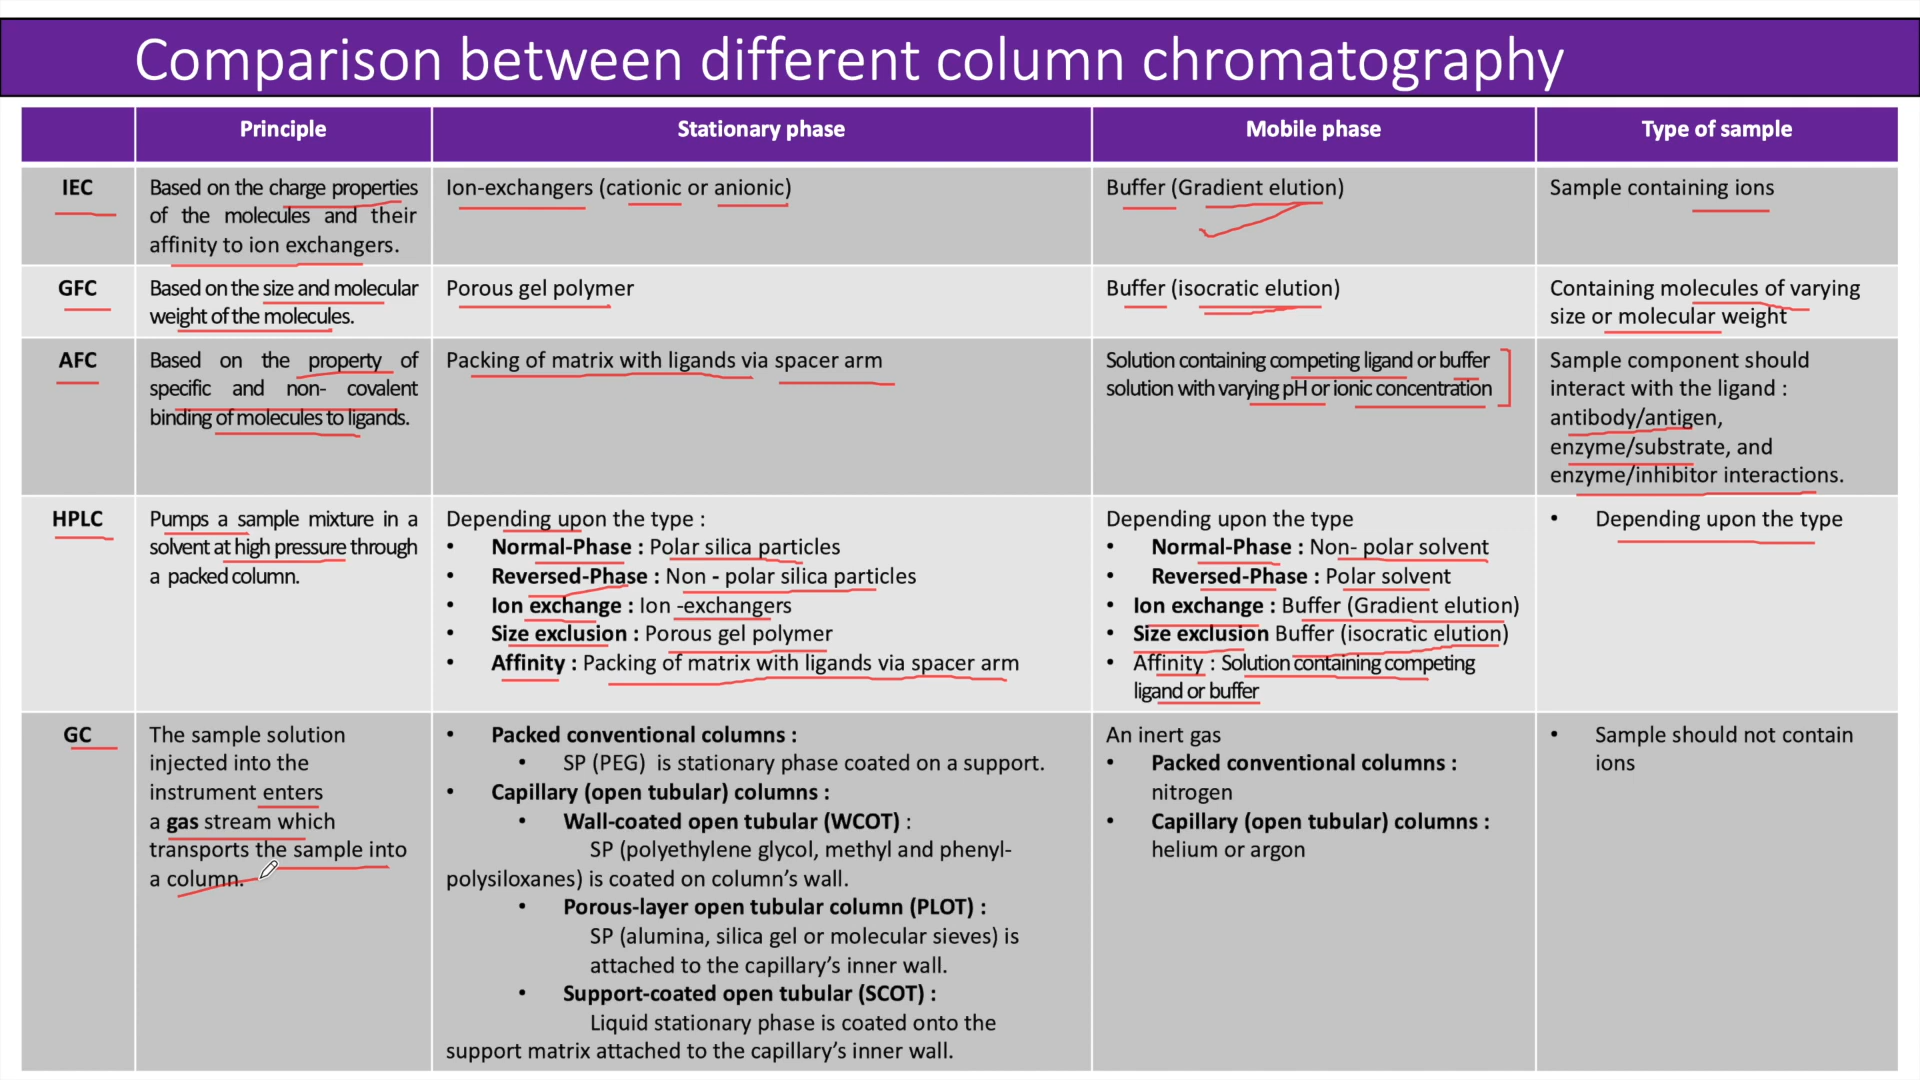 Comparison between different column chromatography
Principle
Stationary phase
Mobile phase
Type of sample
IEC
Based on the charge properties
of the molecules and their
affinity to ion exchangers.
Ion-exchangers (cationic or anionic)
Buffer (Gradient elution)
Sample containing ions
GFC
Based on the size and molecular
weight of the molecules.
Porous gel polymer
Buffer (isocratic elution)
Containing molecules of varying
size or molecular weight
AFC
Based on the property of
specific and non- covalent
binding of molecules to ligands.
Packing of matrix with ligands via spacer arm
Solution containing competing ligand or buffer
solution with varying pH or ionic concentration
Sample component should
interact with the ligand :
antibody/antigen,
enzyme/substrate, and
enzyme/inhibitor interactions.
HPLC
Pumps a sample mixture in a
solvent at high pressure through
a packed column.
Depending upon the type :
• Normal-Phase : Polar silica particles
• Reversed-Phase : Non - polar silica particles
• Ion exchange : Ion -exchangers
• Size exclusion : Porous gel polymer
• Affinity : Packing of matrix with ligands via spacer arm
Depending upon the type
• Normal-Phase : Non- polar solvent
• Reversed-Phase : Polar solvent
• Ion exchange : Buffer (Gradient elution)
• Size exclusion Buffer (isocratic elution)
• Affinity : Solution containing competing
ligand or buffer
• Depending upon the type
GC
The sample solution
injected into the
instrument enters
a gas stream which
transports the sample into
a column.
• Packed conventional columns :
• SP (PEG) is stationary phase coated on a support.
• Capillary (open tubular) columns :
• Wall-coated open tubular (WCOT) :
SP (polyethylene glycol, methyl and phenyl-
polysiloxanes) is coated on column's wall.
• Porous-layer open tubular column (PLOT) :
SP (alumina, silica gel or molecular sieves) is
attached to the capillary's inner wall.
• Support-coated open tubular (SCOT) :
Liquid stationary phase is coated onto the
support matrix attached to the capillary's inner wall.
An inert gas
• Packed conventional columns :
nitrogen
• Capillary (open tubular) columns :
helium or argon
• Sample should not contain
ions